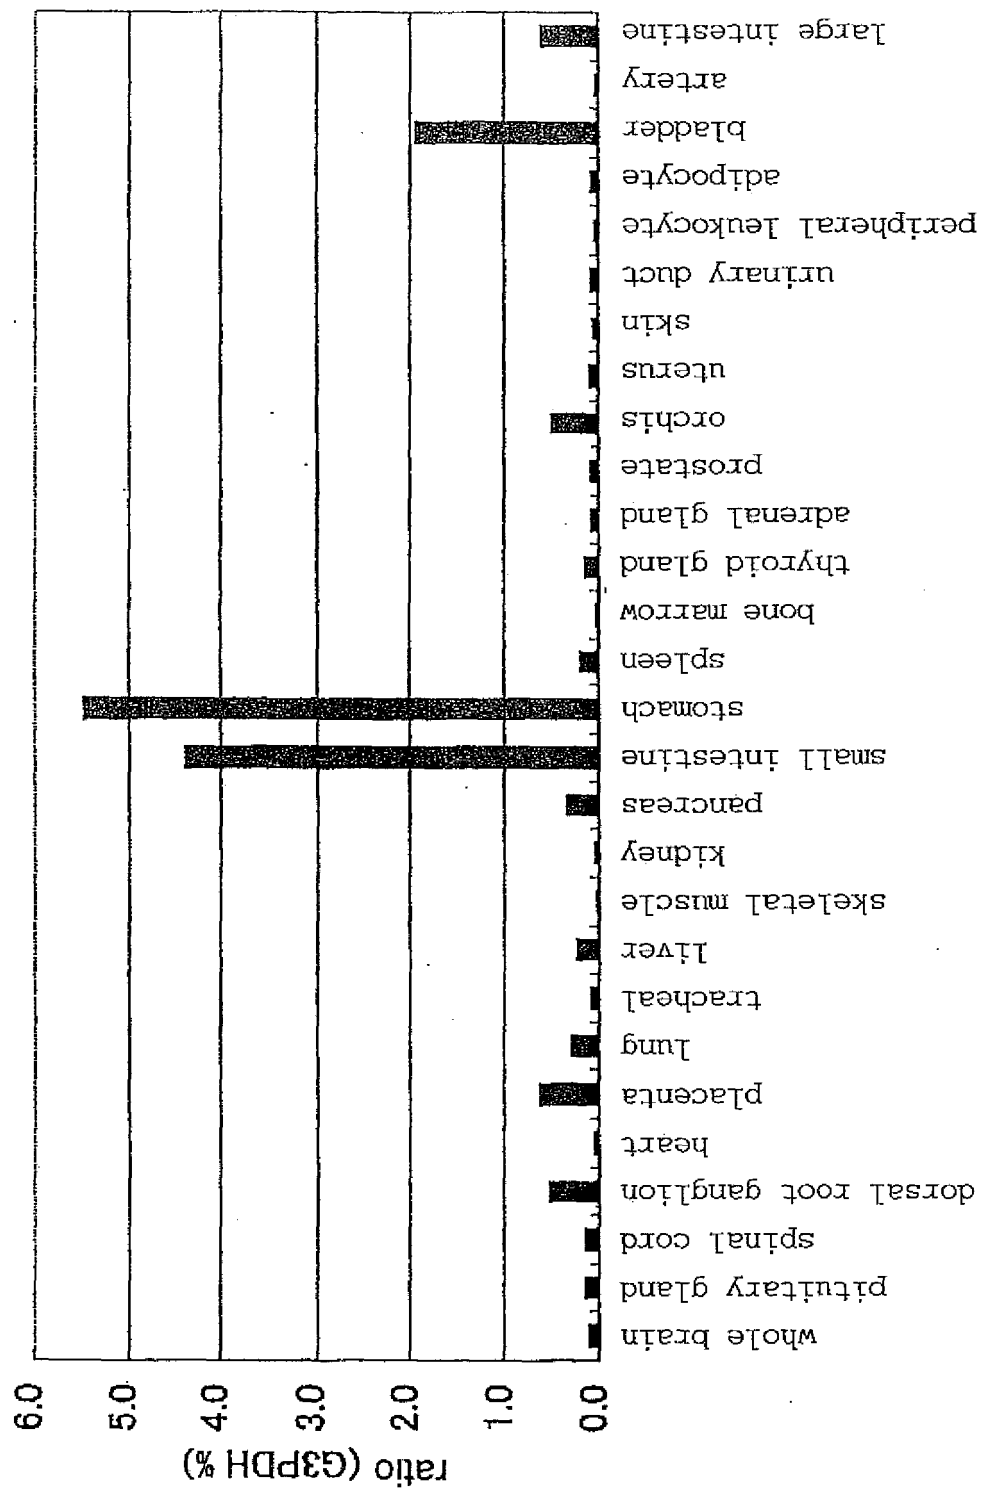 large intestine
artery
bladder
adipocyte
peripheral leukocyte
urinary duct
skin
uterus
orchis
prostate
adrenal gland
thyroid gland
bone marrow
spleen
stomach
small intestine
pancreas
kidney
skeletal muscle
liver
tracheal
lung
placenta
heart
dorsal root ganglion
spinal cord
pituitary gland
whole brain
6.0
5.0
4.0
3.0
2.0
1.0
0.0
ratio (G3PDH %)